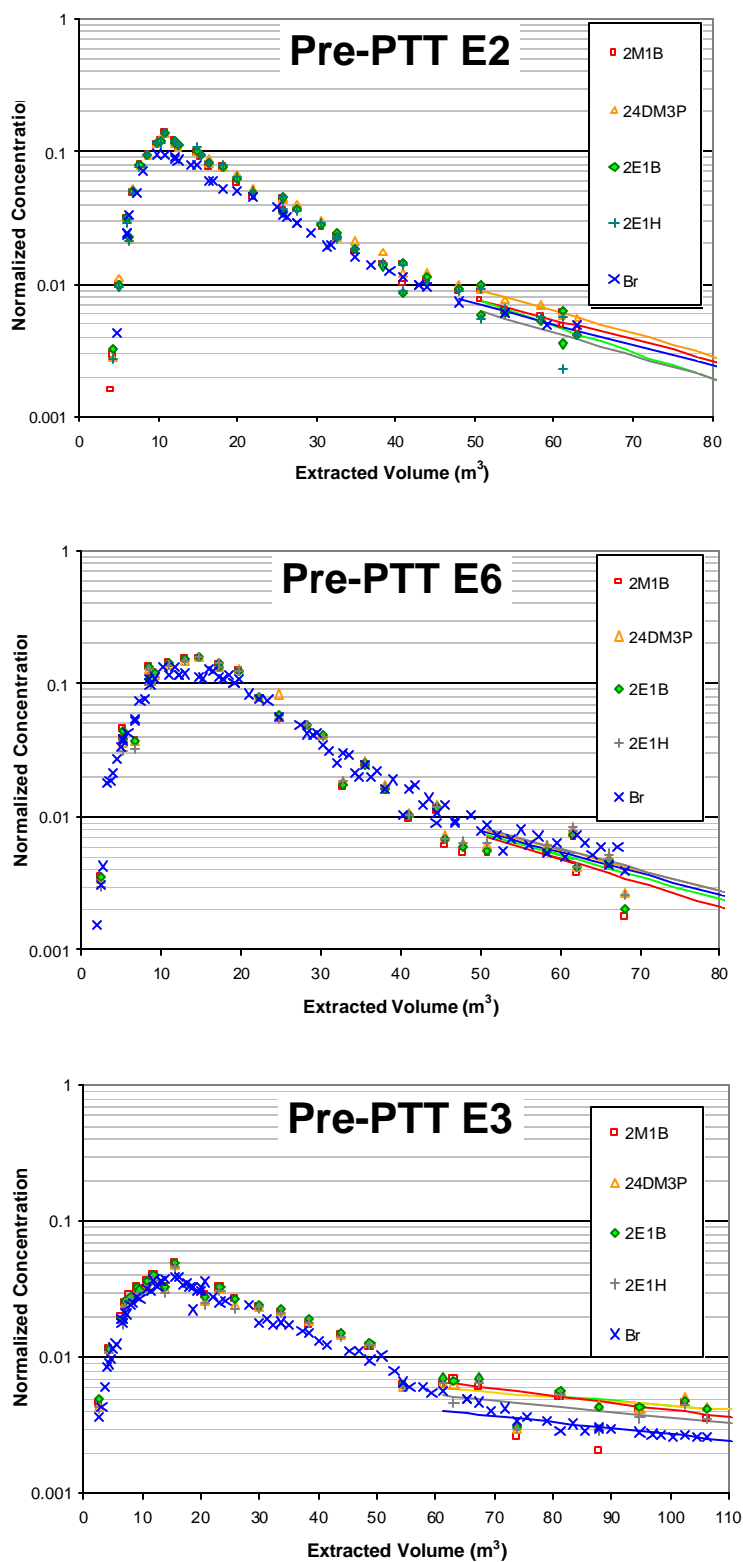 Pre-PTT E2
Normalized Concentration
1
0.1
0.01
0.001
0 10 20 30 40 50 60 70 80
Extracted Volume (m³)
2M1B
24DM3P
2E1B
2E1H
Br
Pre-PTT E6
Normalized Concentration
1
0.1
0.01
0.001
0 10 20 30 40 50 60 70 80
Extracted Volume (m³)
2M1B
24DM3P
2E1B
2E1H
Br
Pre-PTT E3
Normalized Concentration
1
0.1
0.01
0.001
0 10 20 30 40 50 60 70 80 90 100 110
Extracted Volume (m³)
2M1B
24DM3P
2E1B
2E1H
Br